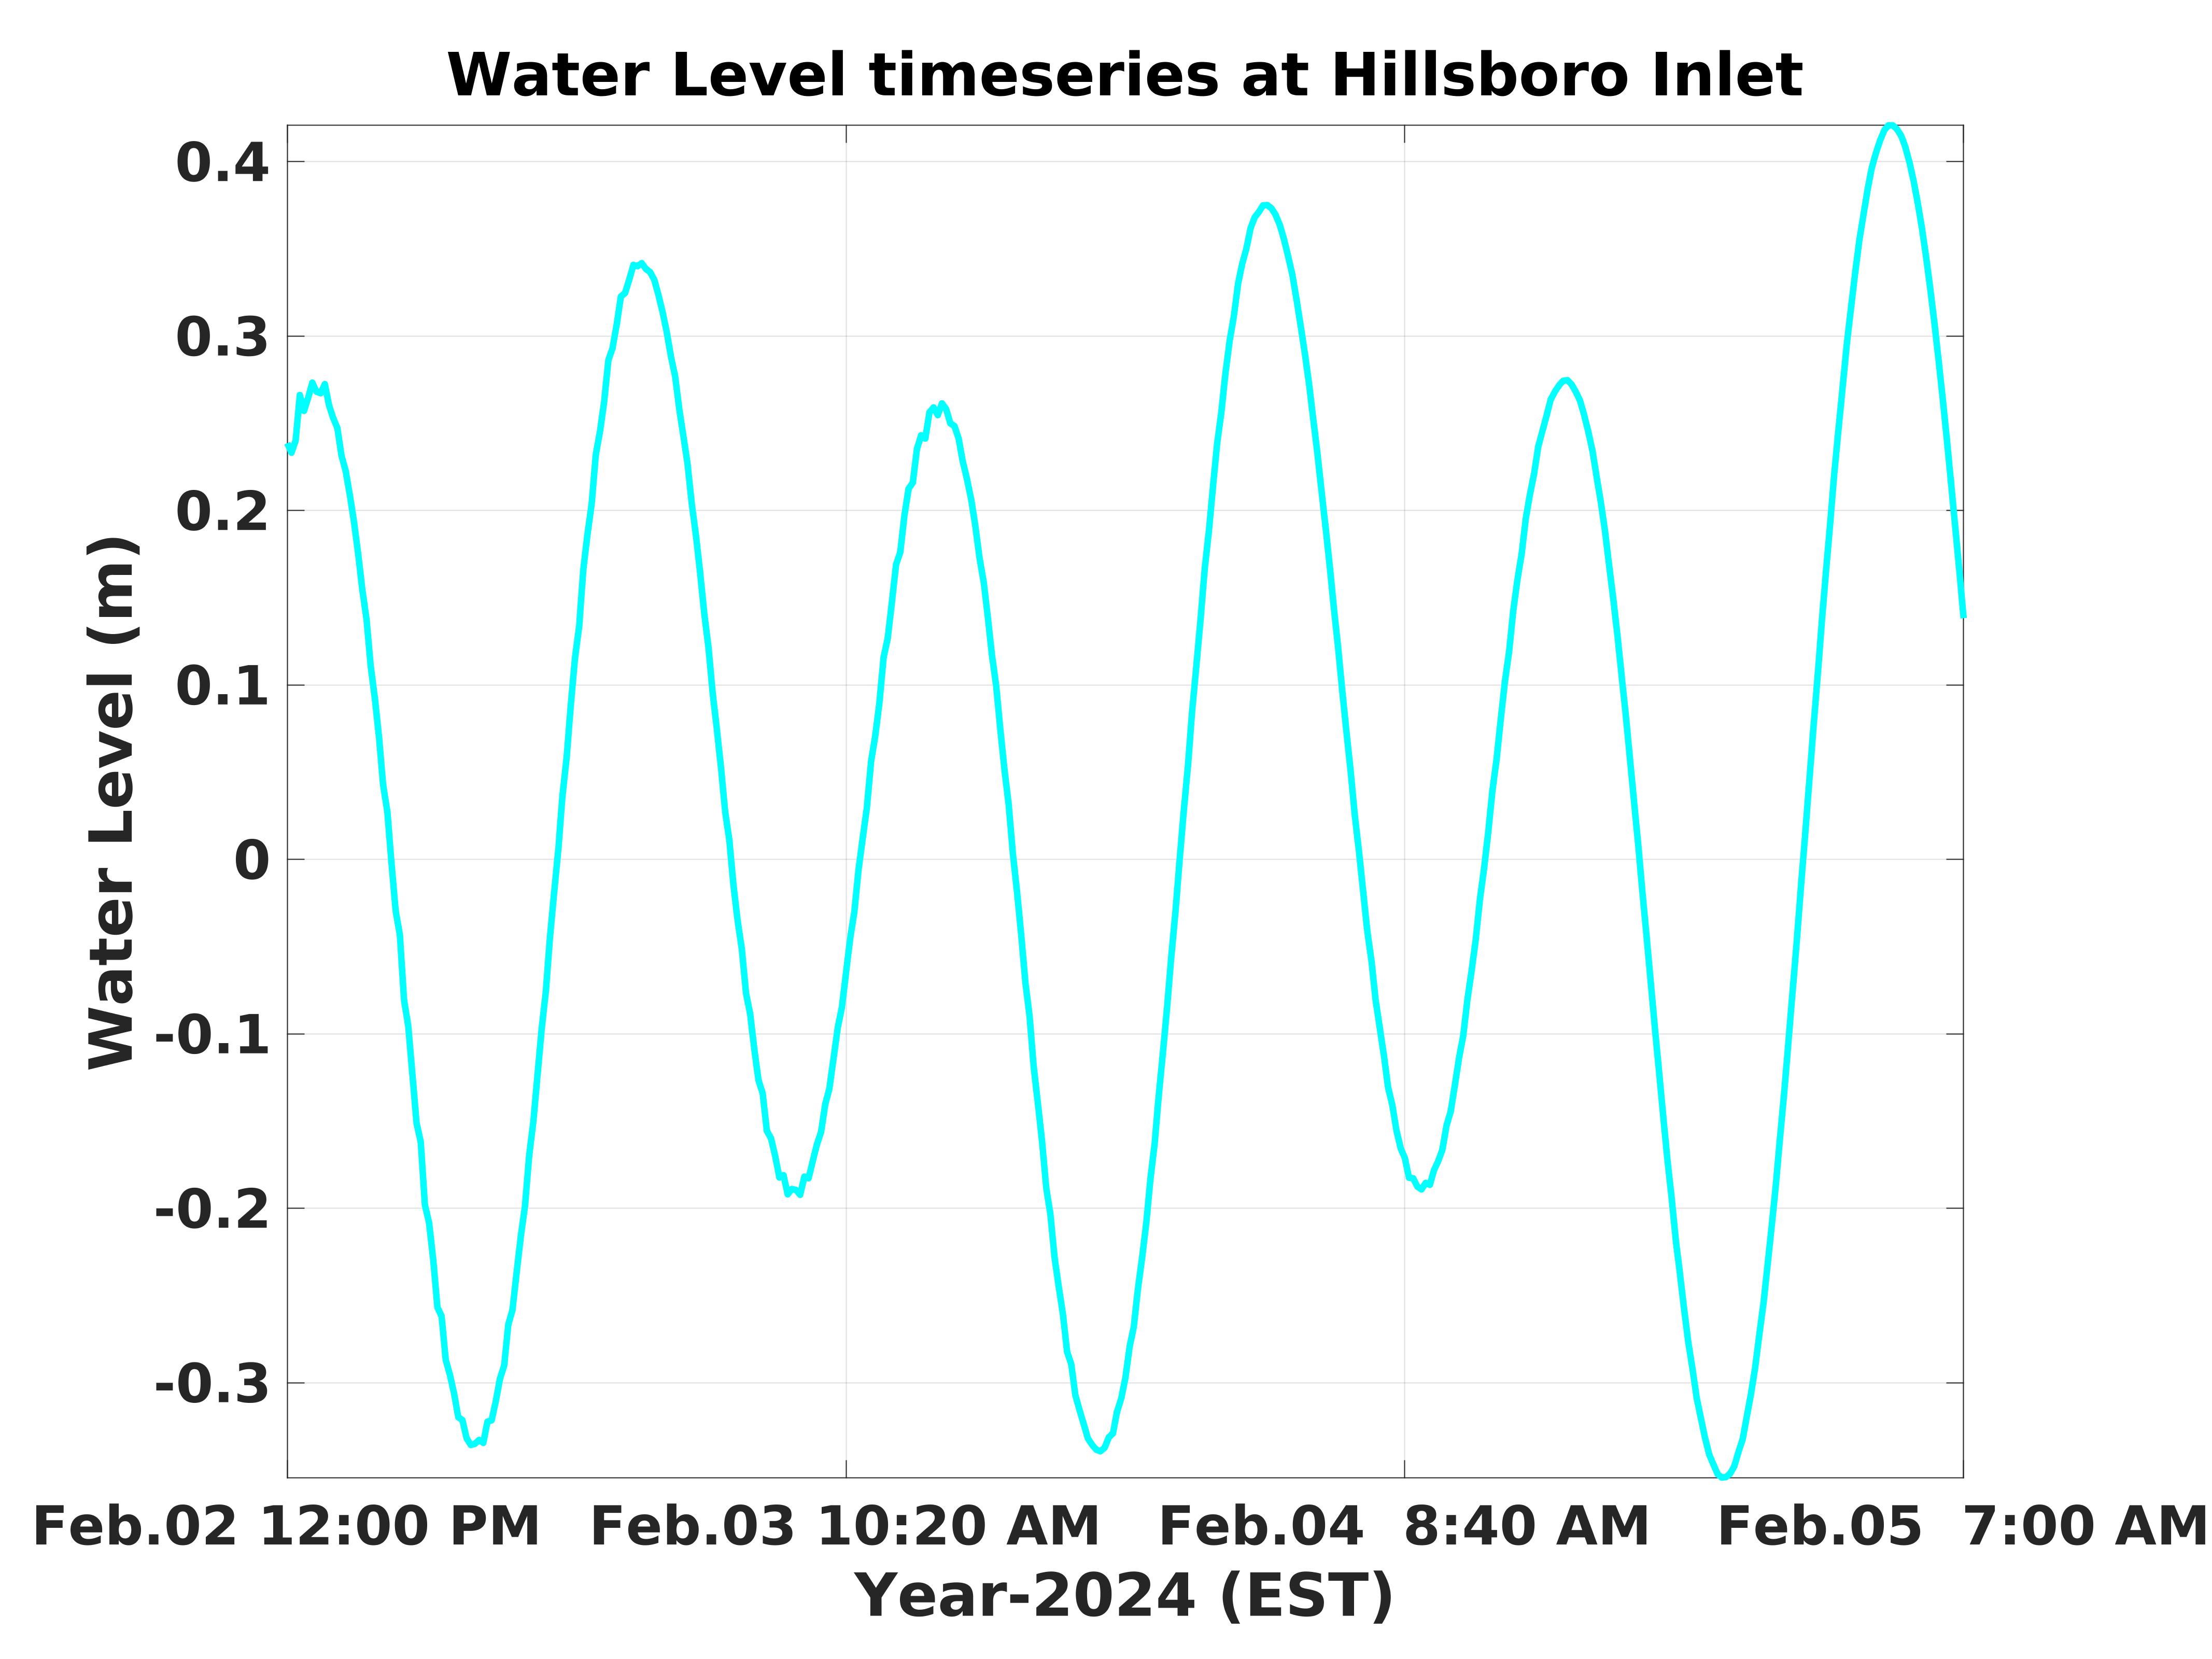 Water Level timeseries at Hillsboro Inlet
0.4
0.3
0.2
0.1
0
-0.1
-0.2
-0.3
Water Level (m)
Feb.02 12:00 PM Feb.03 10:20 AM Feb.04 8:40 AM Feb.05 7:00 AM
Year-2024 (EST)